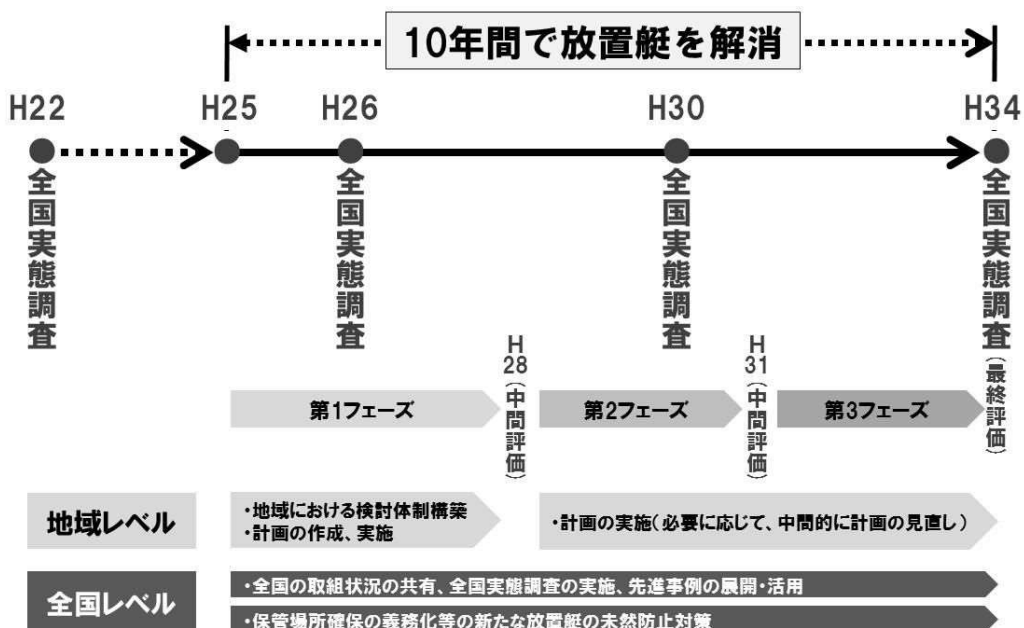 10年間で放置艇を解消
H22
H25
H26
H30
H34
全国実態調査
全国実態調査
全国実態調査
全国実態調査(最終評価)
H28(中間評価)
H31(中間評価)
第1フェーズ
第2フェーズ
第3フェーズ
地域レベル
・地域における検討体制構築
・計画の作成、実施
・計画の実施(必要に応じて、中間的に計画の見直し)
全国レベル
・全国の取組状況の共有、全国実態調査の実施、先進事例の展開・活用
・保管場所確保の義務化等の新たな放置艇の未然防止対策